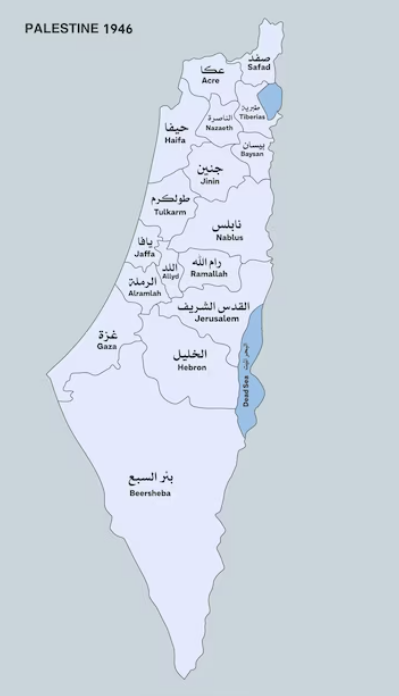 PALESTINE 1946
صفد
Safad
عكا
Acre
طبرية
Tiberias
الناصرة
Nazaeth
حيفا
Haifa
بيسان
Baysan
جنين
Jinin
طولكرم
Tulkarm
نابلس
Nablus
يافا
Jaffa
اللد
Allyd
رام الله
Ramallah
الرملة
Alramlah
القدس الشريف
Jerusalem
غزة
Gaza
الخليل
Hebron
البحر الميت
Dead Sea
بئر السبع
Beersheba